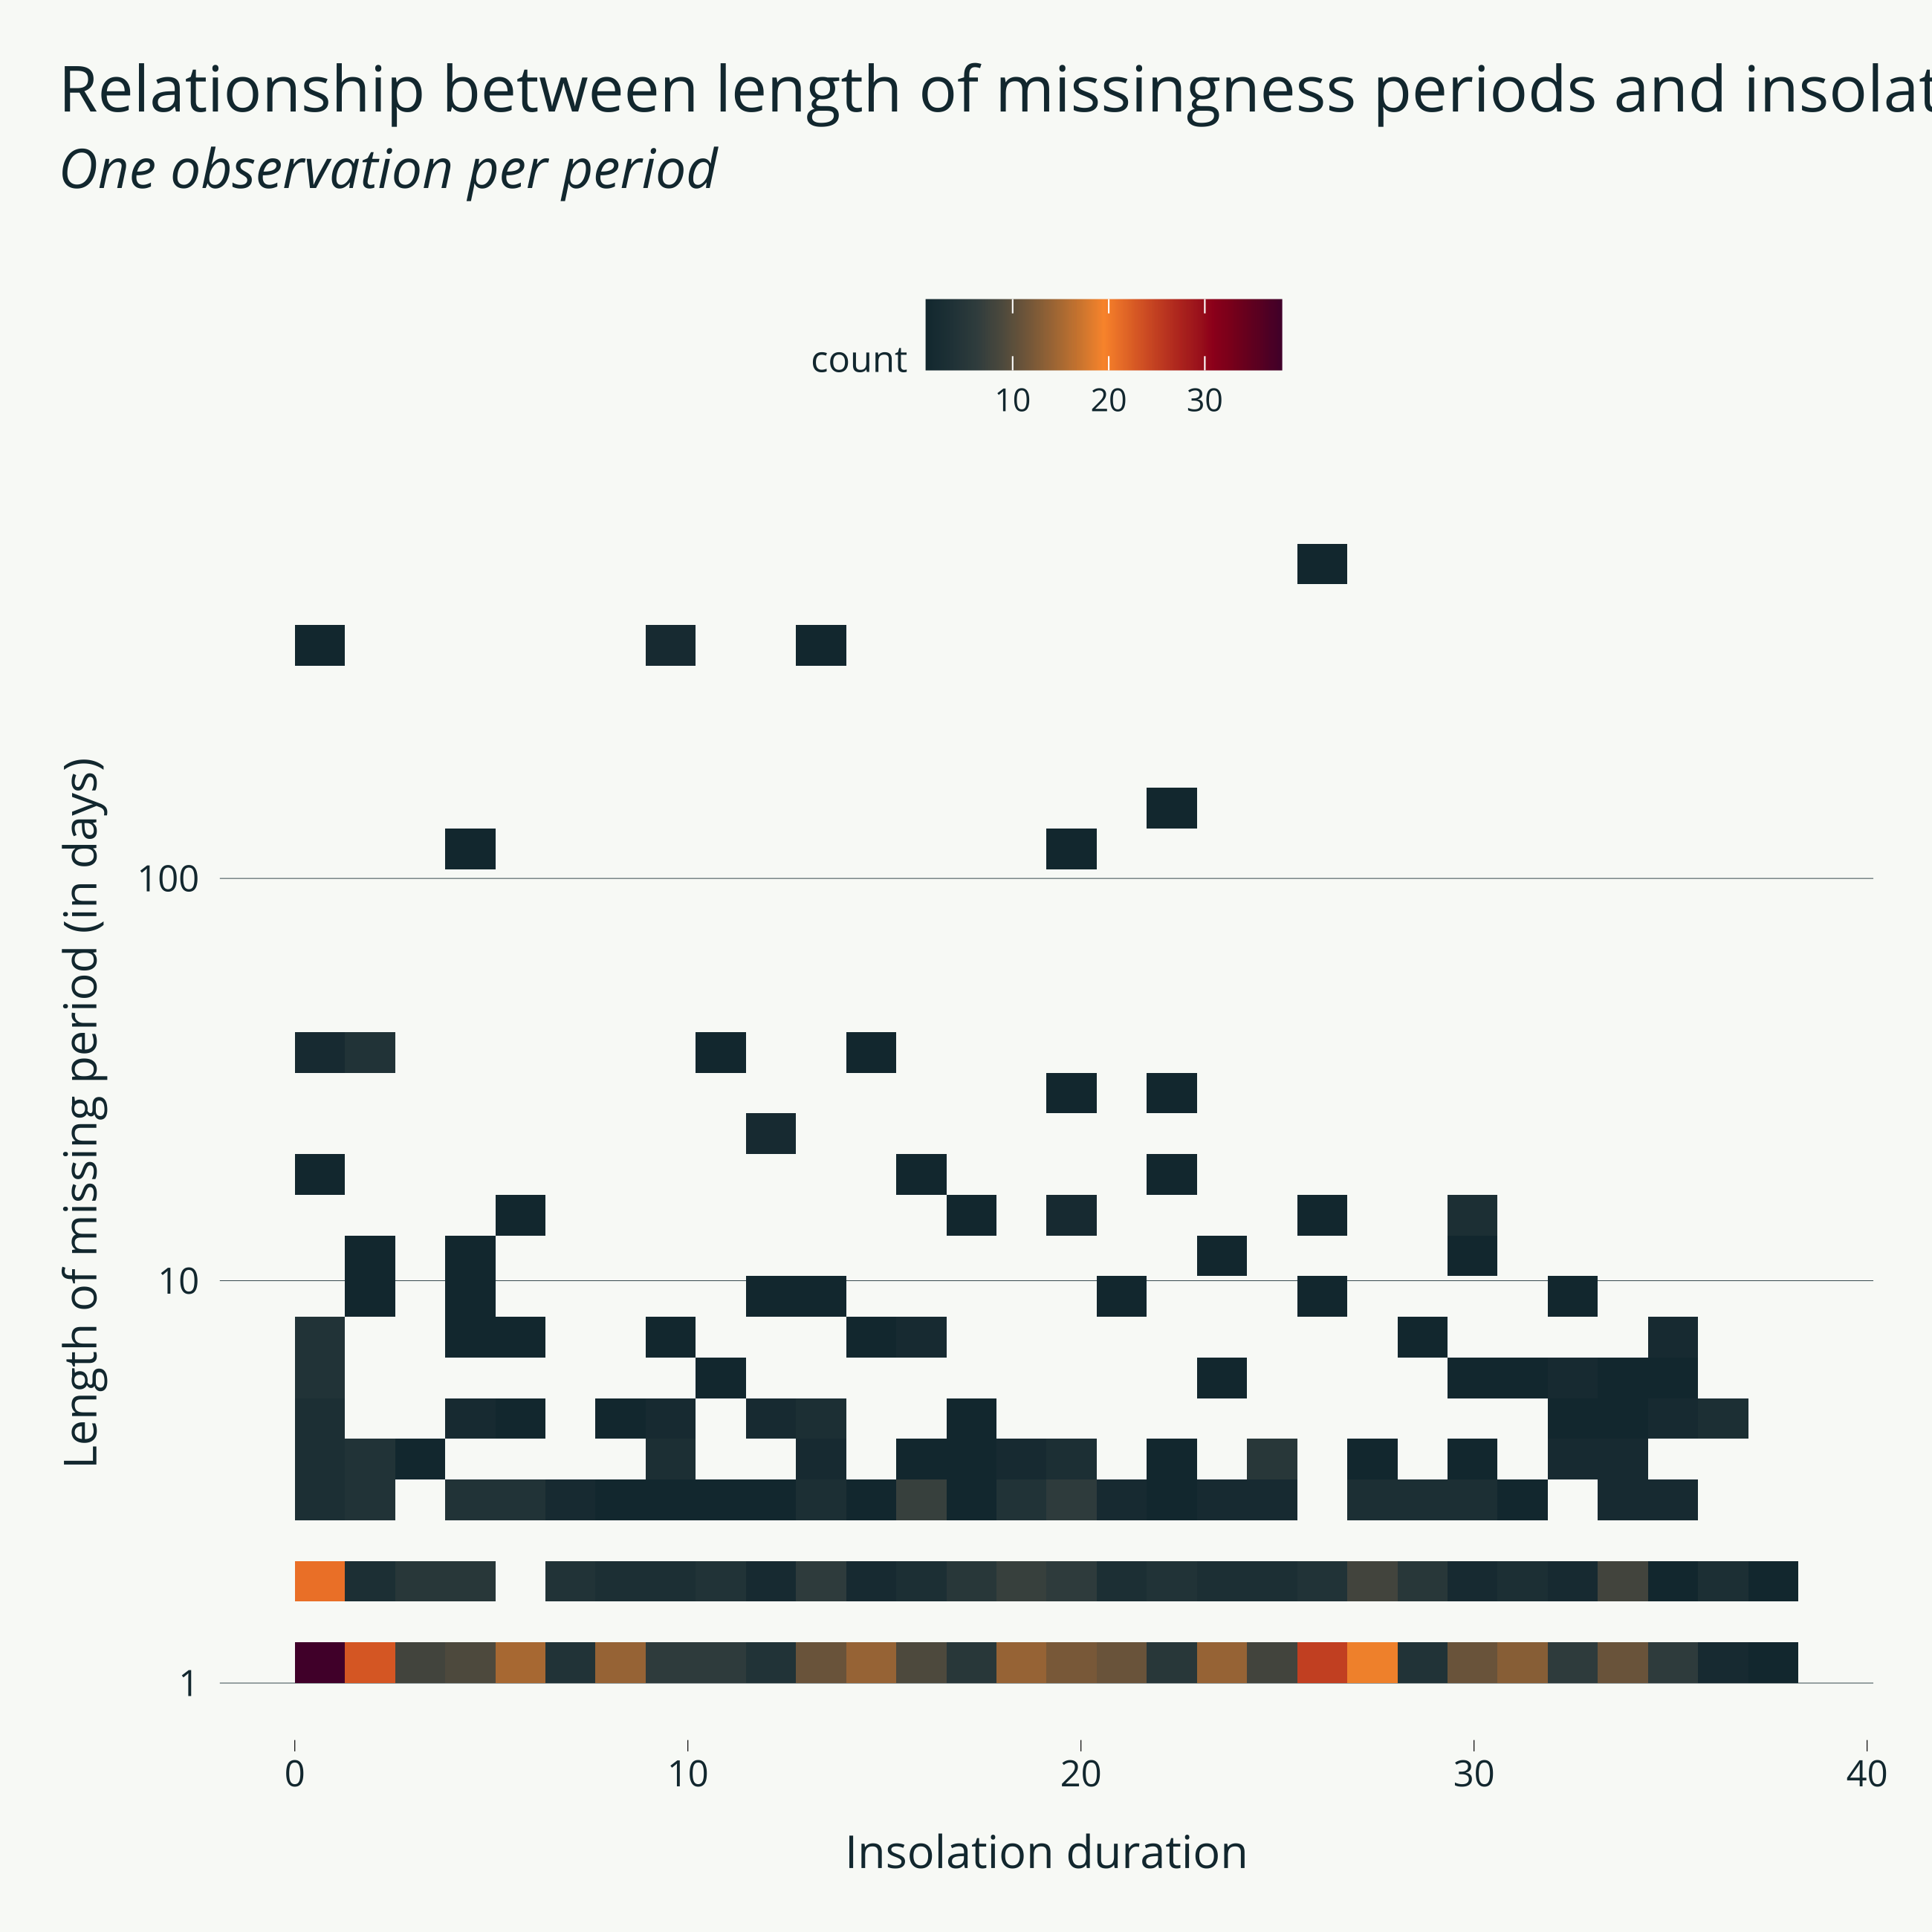 Relationship between length of missingness periods and insolat
One observation per period
count
10 20 30
Length of missing period (in days)
100
10
1
0 10 20 30 40
Insolation duration